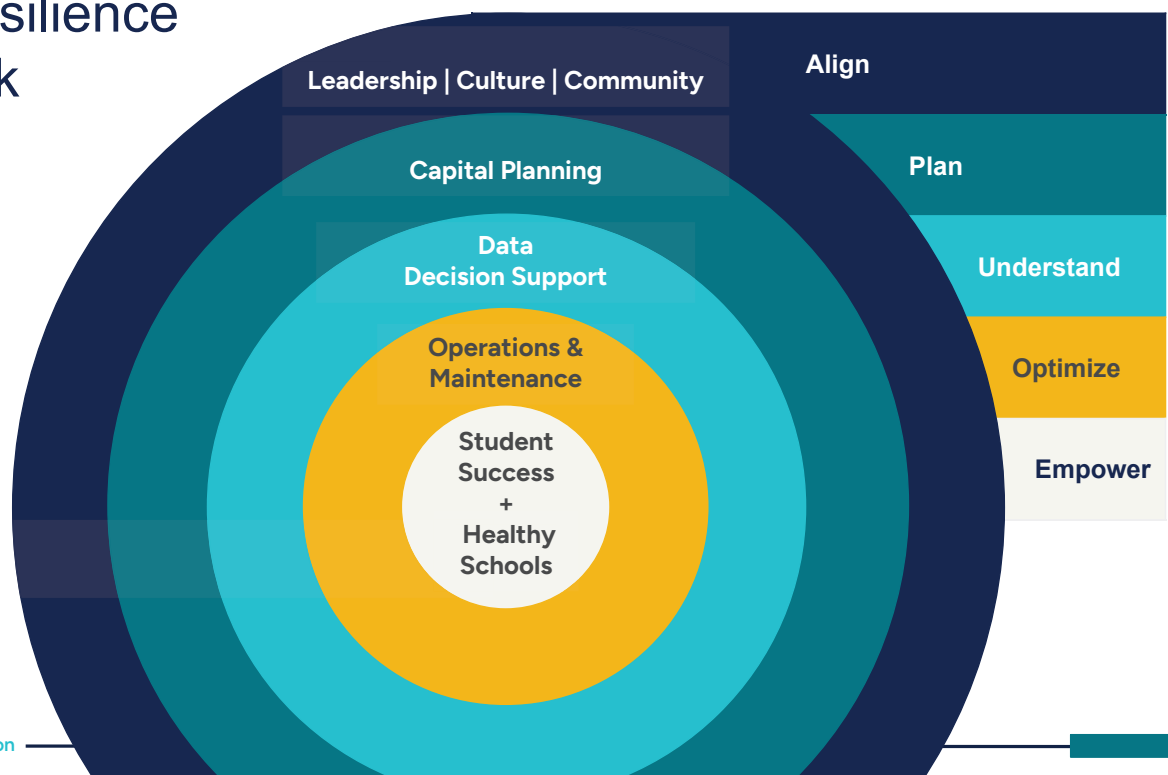 silience
k
Leadership | Culture | Community
Align
Capital Planning
Plan
Data
Decision Support
Understand
Operations &
Maintenance
Optimize
Student
Success
+
Healthy
Schools
Empower
on